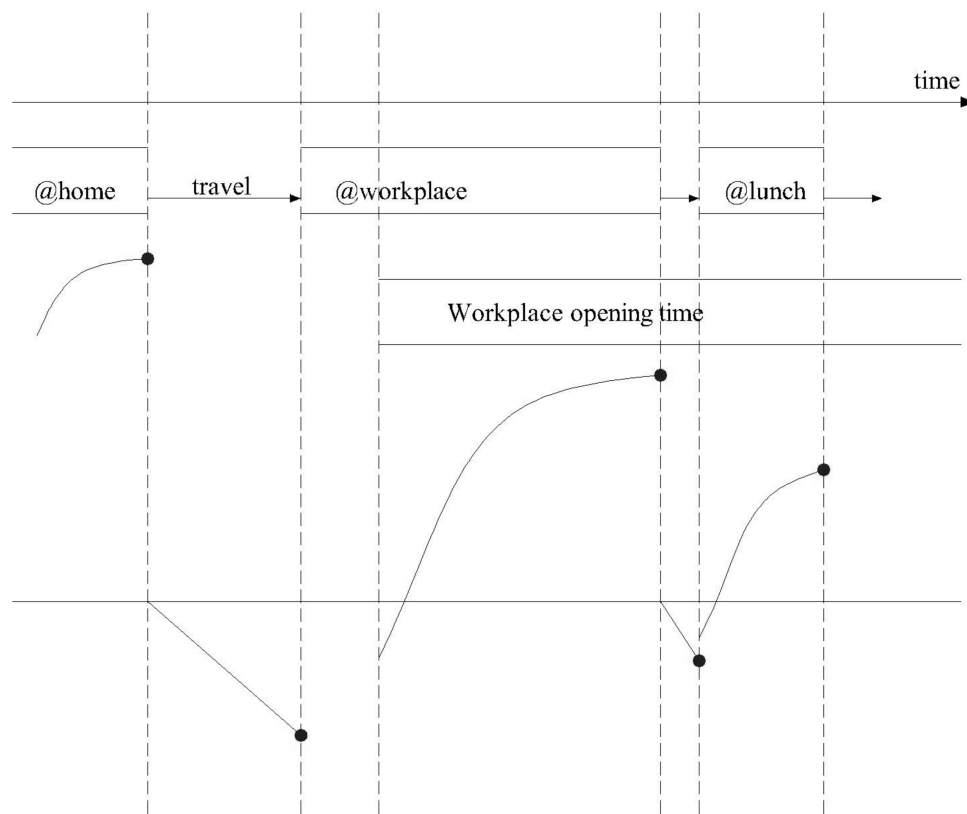 time
@home
travel
@workplace
@lunch
Workplace opening time